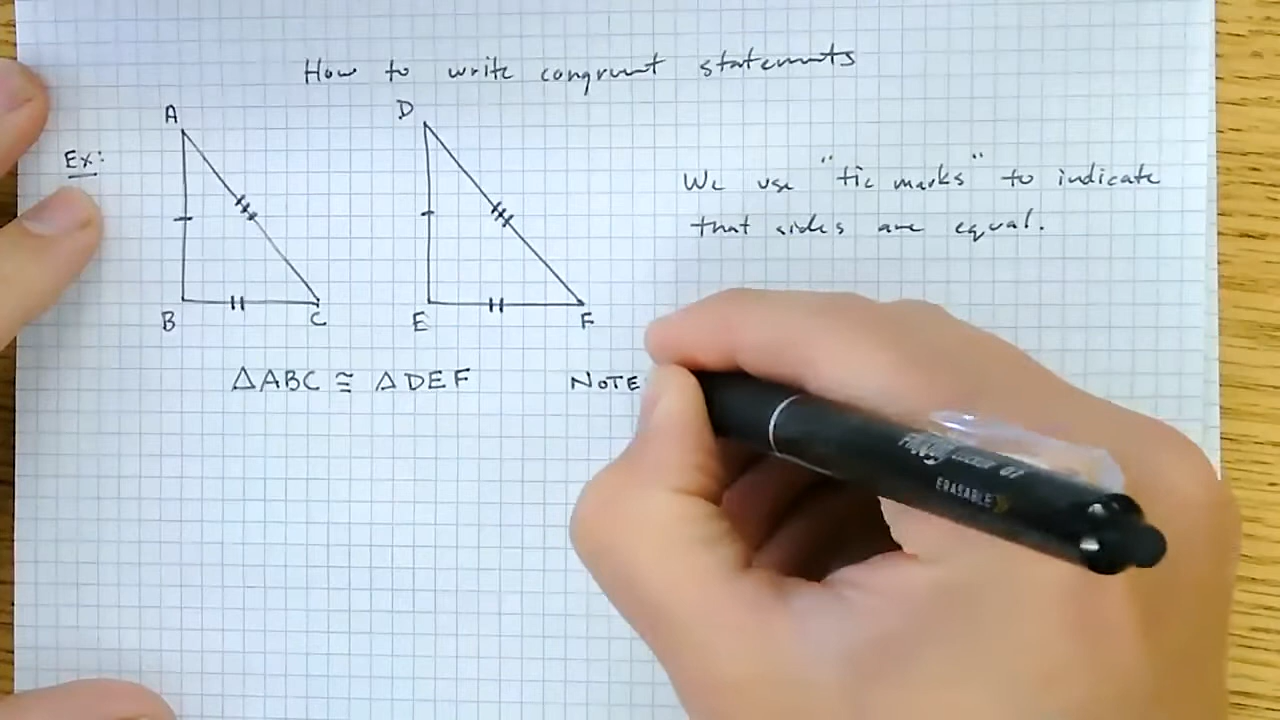 How to write congruent statements
Ex:
A
D
B
C
E
F
We use "tic marks" to indicate
that sides are equal.
△ABC ≅ △DEF
NOTE:
ERASABLE